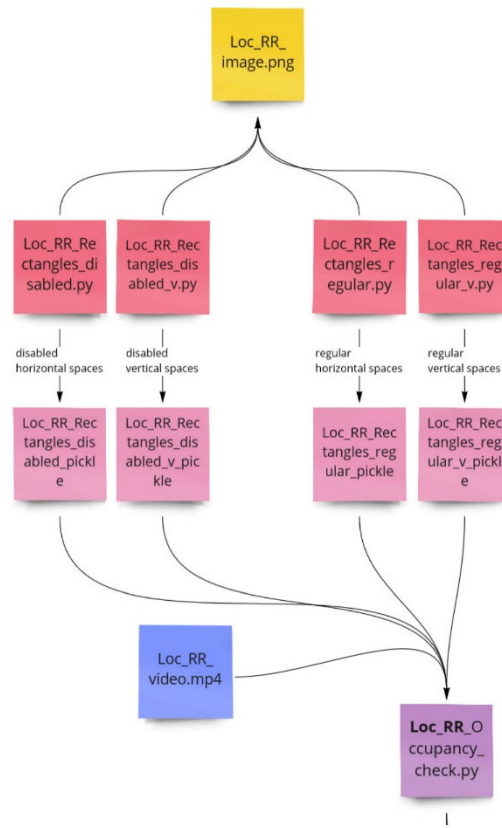 Loc_RR_
image.png
Loc_RR_Re
ctangles_di
sabled.py
Loc_RR_Rec
tangles_dis
abled_v.py
Loc_RR_Re
ctangles_r
egular.py
Loc_RR_Rec
tangles_reg
ular_v.py
disabled
horizontal spaces
disabled
vertical spaces
regular
horizontal spaces
regular
vertical spaces
Loc_RR_Rec
tangles_dis
abled_pickl
e
Loc_RR_Rec
tangles_dis
abled_v_pic
kle
Loc_RR_Rec
tangles_reg
ular_pickle
Loc_RR_Rec
tangles_reg
ular_v_pickl
e
Loc_RR_
video.mp4
Loc_RR_O
ccupancy_
check.py